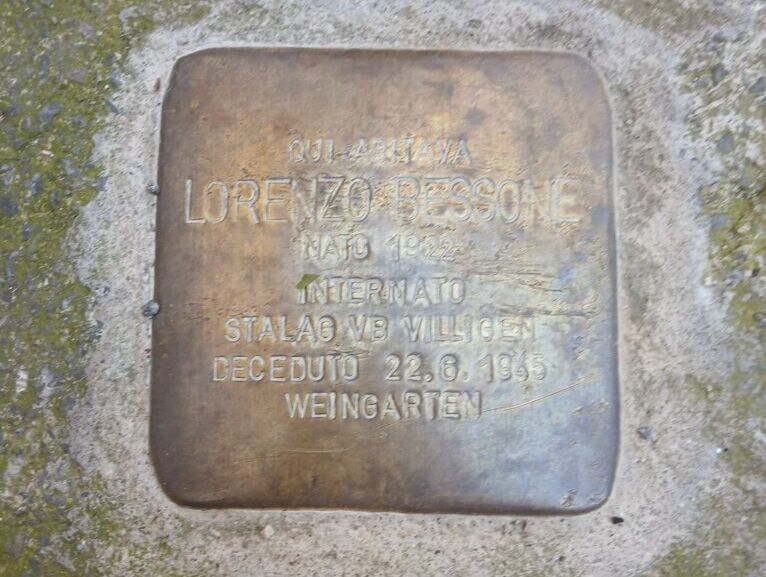 QUI ABITAVA
LORENZO BESSONE
NATO 1922
INTERNATO
STALAG VB VILLIGEN
DECEDUTO 22.6.1945
WEINGARTEN